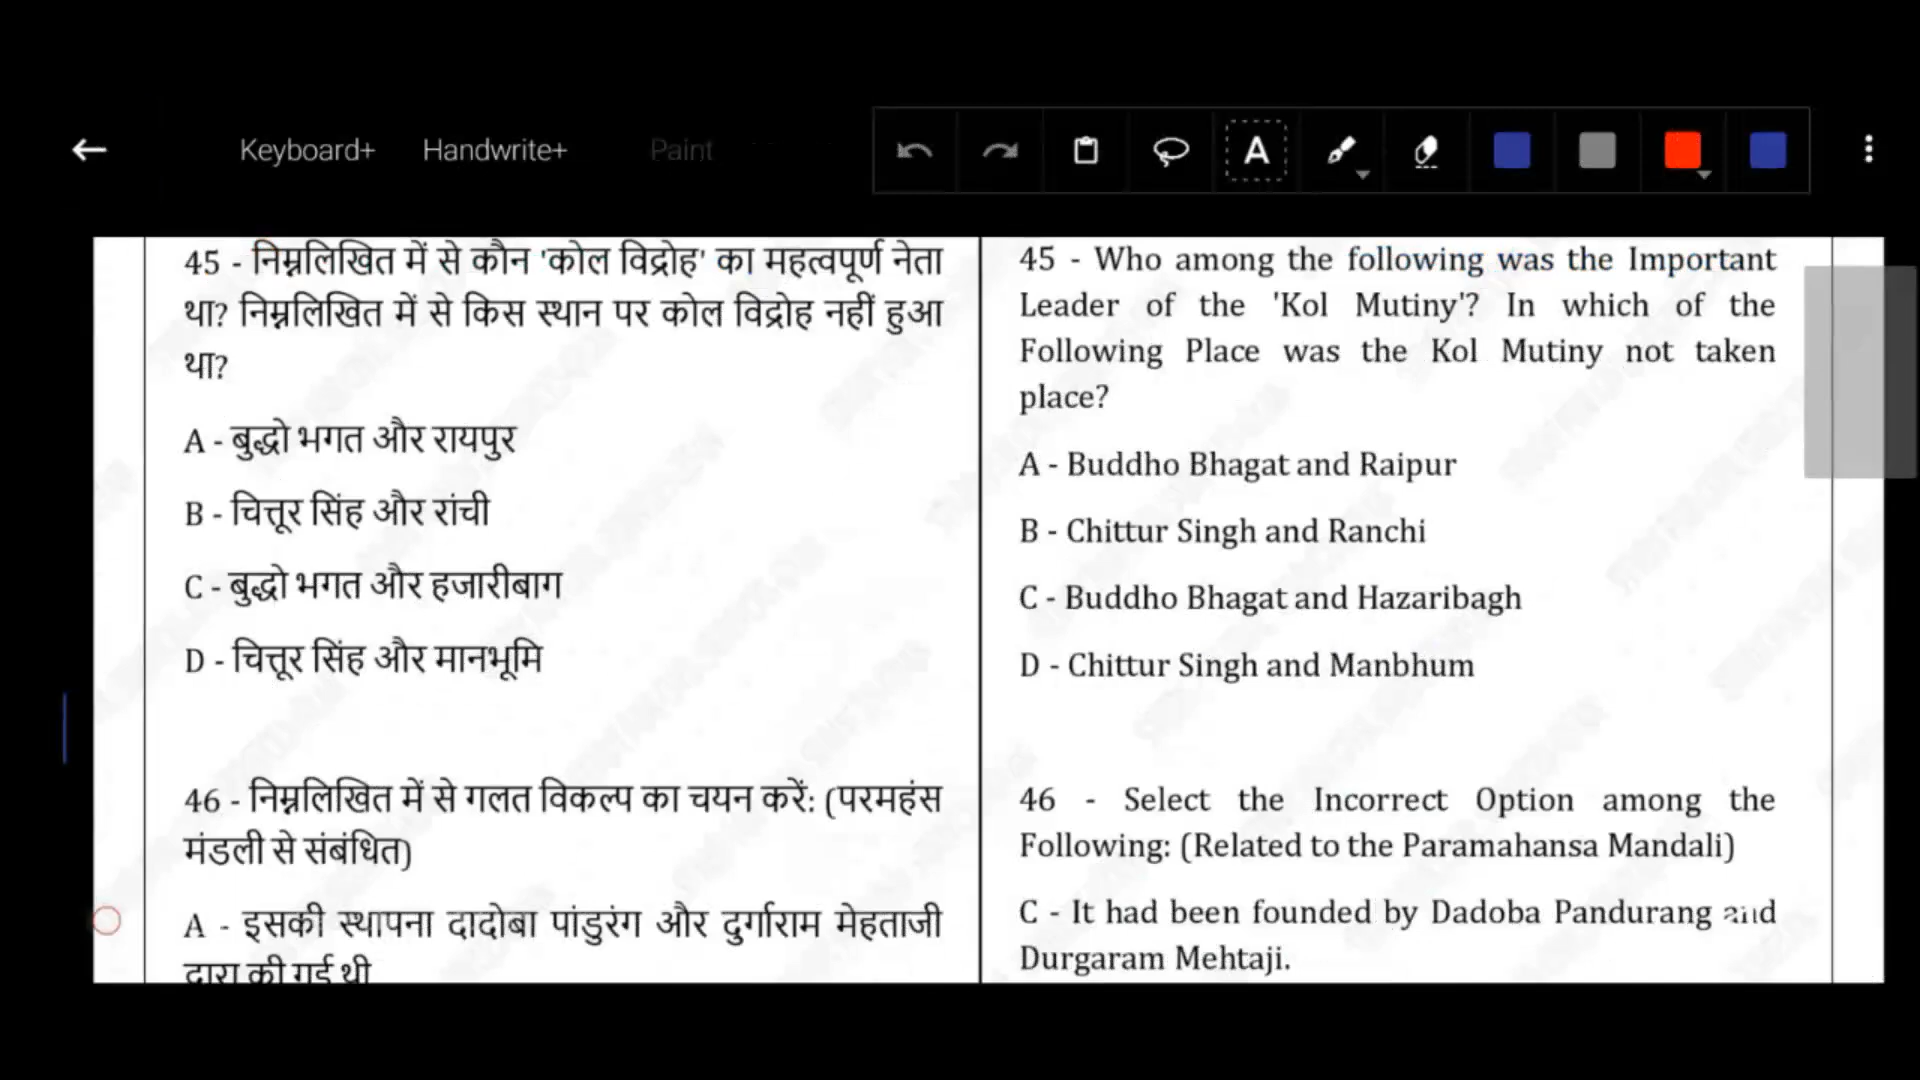 Keyboard+ Handwrite+ Paint
A
45 - निम्नलिखित में से कौन 'कोल विद्रोह' का महत्वपूर्ण नेता
था? निम्नलिखित में से किस स्थान पर कोल विद्रोह नहीं हुआ
था?
A - बुद्धो भगत और रायपुर
B - चित्तूर सिंह और रांची
C - बुद्धो भगत और हजारीबाग
D - चित्तूर सिंह और मानभूमि
46 - निम्नलिखित में से गलत विकल्प का चयन करें: (परमहंस
मंडली से संबंधित)
A - इसकी स्थापना दादोबा पांडुरंग और दुर्गाराम मेहताजी
द्वारा की गई थी
45 - Who among the following was the Important
Leader of the 'Kol Mutiny'? In which of the
Following Place was the Kol Mutiny not taken
place?
A - Buddho Bhagat and Raipur
B - Chittur Singh and Ranchi
C - Buddho Bhagat and Hazaribagh
D - Chittur Singh and Manbhum
46 - Select the Incorrect Option among the
Following: (Related to the Paramahansa Mandali)
C - It had been founded by Dadoba Pandurang and
Durgaram Mehtaji.